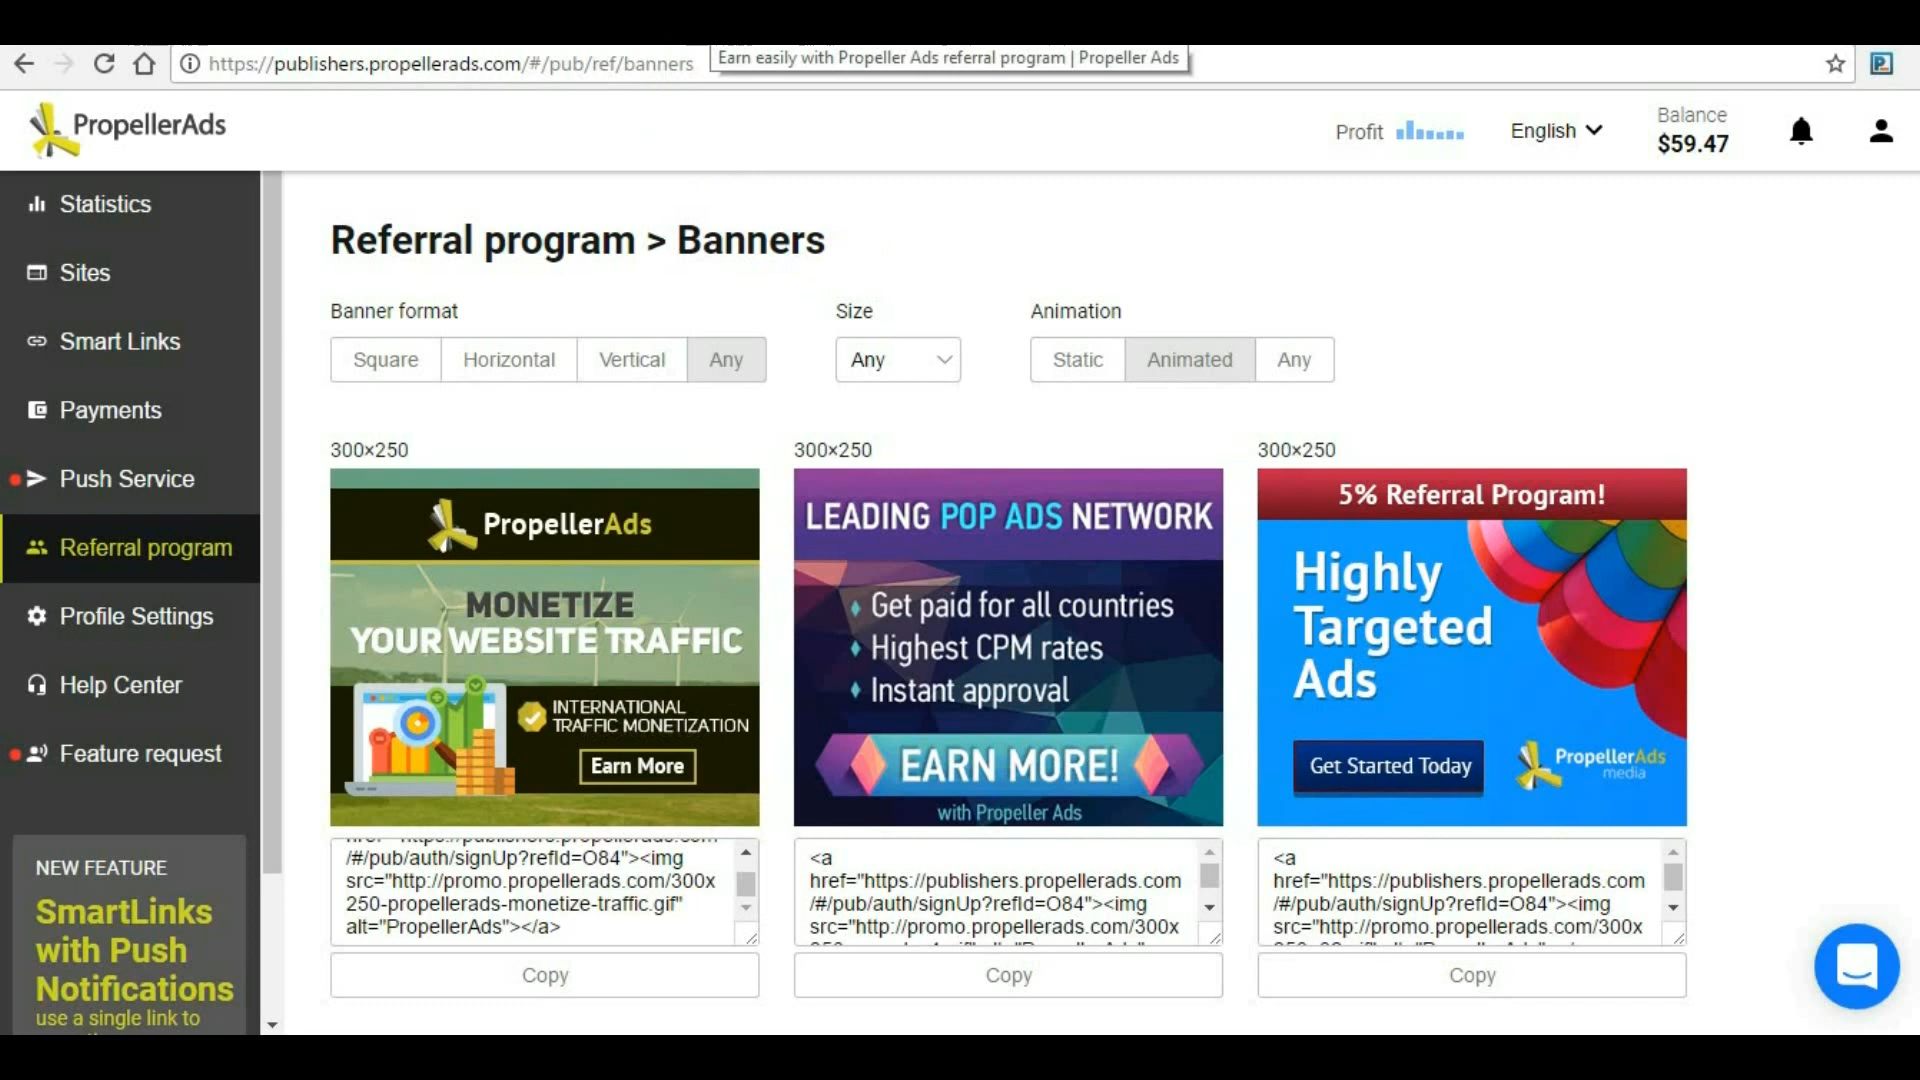 https://publishers.propellerads.com/#/pub/ref/banners
Earn easily with Propeller Ads referral program | Propeller Ads
PropellerAds
Profit
English
Balance
$59.47
Statistics
Sites
Smart Links
Payments
Push Service
Referral program
Profile Settings
Help Center
Feature request
NEW FEATURE
SmartLinks
with Push
Notifications
use a single link to
Referral program > Banners
Banner format
Square
Horizontal
Vertical
Any
Size
Any
Animation
Static
Animated
Any
300×250
PropellerAds
MONETIZE
YOUR WEBSITE TRAFFIC
INTERNATIONAL
TRAFFIC MONETIZATION
Earn More
/#/pub/auth/signUp?refId=O84"><img
src="http://promo.propellerads.com/300x
250-propellerads-monetize-traffic.gif"
alt="PropellerAds"></a>
Copy
300×250
LEADING POP ADS NETWORK
Get paid for all countries
Highest CPM rates
Instant approval
EARN MORE!
with Propeller Ads
<a
href="https://publishers.propellerads.com
/#/pub/auth/signUp?refId=O84"><img
src="http://promo.propellerads.com/300x
Copy
300×250
5% Referral Program!
Highly
Targeted
Ads
Get Started Today
PropellerAds
media
<a
href="https://publishers.propellerads.com
/#/pub/auth/signUp?refId=O84"><img
src="http://promo.propellerads.com/300x
Copy